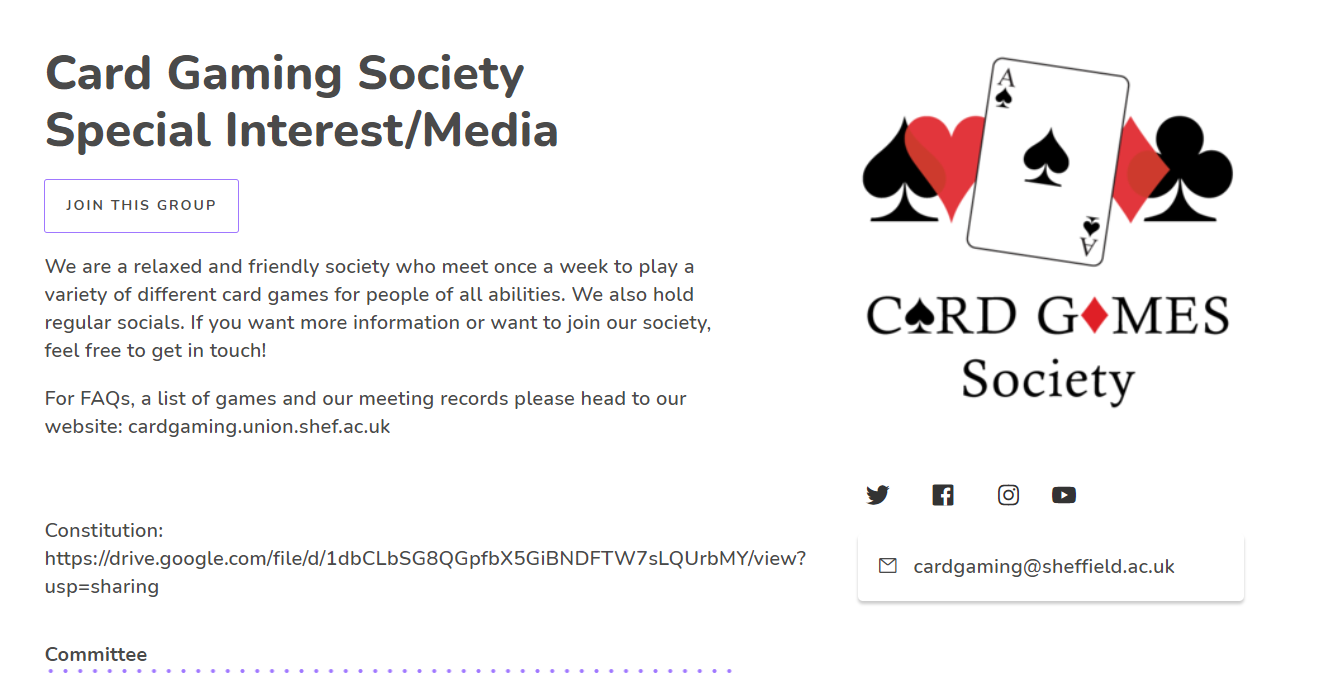 Card Gaming Society
Special Interest/Media
JOIN THIS GROUP
We are a relaxed and friendly society who meet once a week to play a
variety of different card games for people of all abilities. We also hold
regular socials. If you want more information or want to join our society,
feel free to get in touch!
For FAQs, a list of games and our meeting records please head to our
website: cardgaming.union.shef.ac.uk
Constitution:
https://drive.google.com/file/d/1dbCLbSG8QGpfbX5GiBNDFTW7sLQUrbMY/view?
usp=sharing
Committee
A
A
C♠RD G♦MES
Society
cardgaming@sheffield.ac.uk